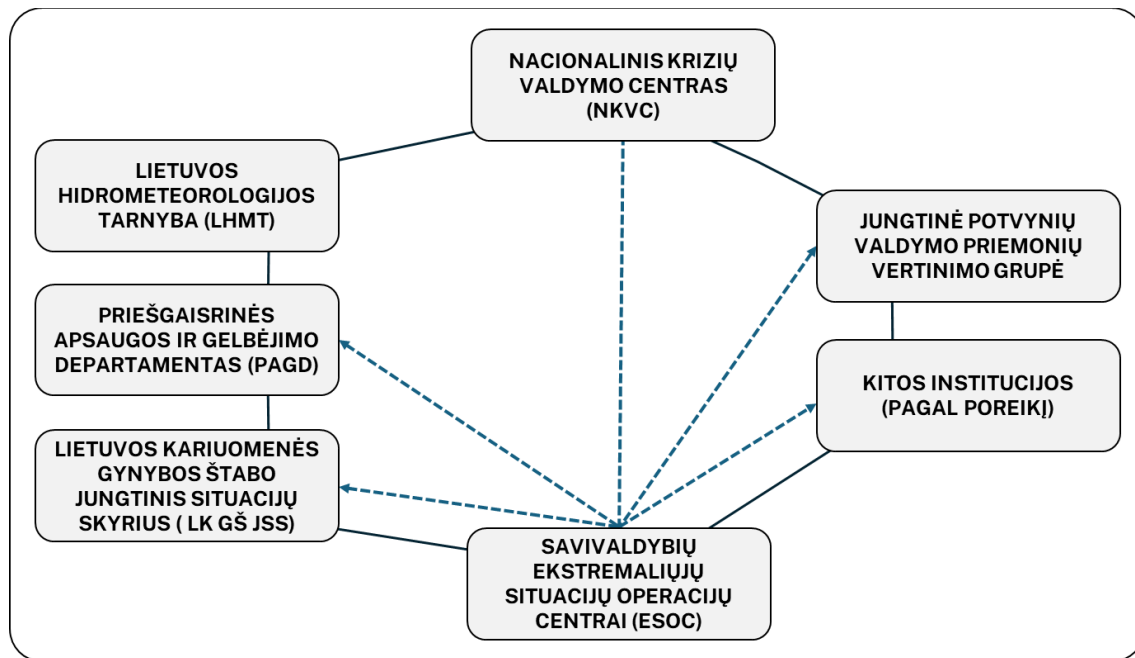 NACIONALINIS KRIZIŲ
VALDYMO CENTRAS
(NKVC)
LIETUVOS
HIDROMETEOROLOGIJOS
TARNYBA (LHMT)
JUNGTINĖ POTVYNIŲ
VALDYMO PRIEMONIŲ
VERTINIMO GRUPĖ
PRIEŠGAISRINĖS
APSAUGOS IR GELBĖJIMO
DEPARTAMENTAS (PAGD)
KITOS INSTITUCIJOS
(PAGAL POREIKĮ)
LIETUVOS KARIUOMENĖS
GYNYBOS ŠTABO
JUNGTINIS SITUACIJŲ
SKYRIUS ( LK GŠ JSS)
SAVIVALDYBIŲ
EKSTREMALIŲJŲ
SITUACIJŲ OPERACIJŲ
CENTRAI (ESOC)